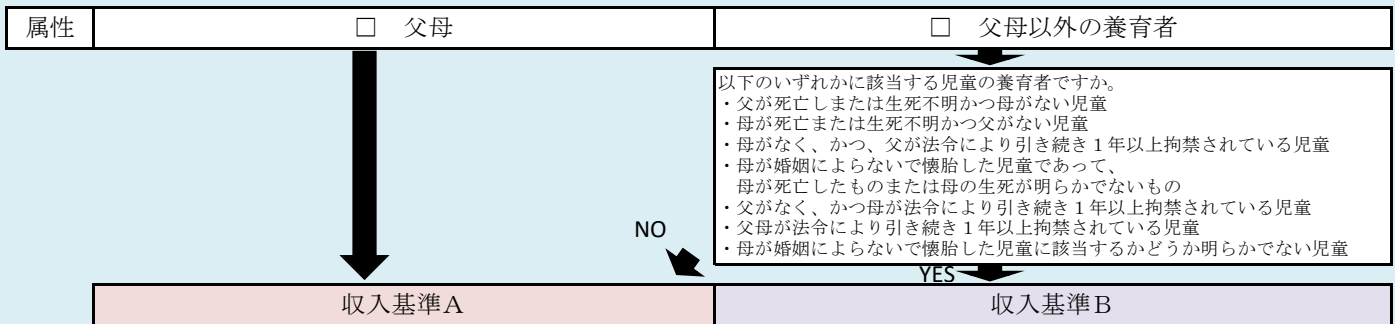 属性
□ 父母
□ 父母以外の養育者
以下のいずれかに該当する児童の養育者ですか。
・父が死亡しまたは生死不明かつ母がない児童
・母が死亡または生死不明かつ父がない児童
・母がなく、かつ、父が法令により引き続き１年以上拘禁されている児童
・母が婚姻によらないで懐胎した児童であって、
母が死亡したものまたは母の生死が明らかでないもの
・父がなく、かつ母が法令により引き続き１年以上拘禁されている児童
・父母が法令により引き続き１年以上拘禁されている児童
・母が婚姻によらないで懐胎した児童に該当するかどうか明らかでない児童
NO
YES
収入基準A
収入基準B